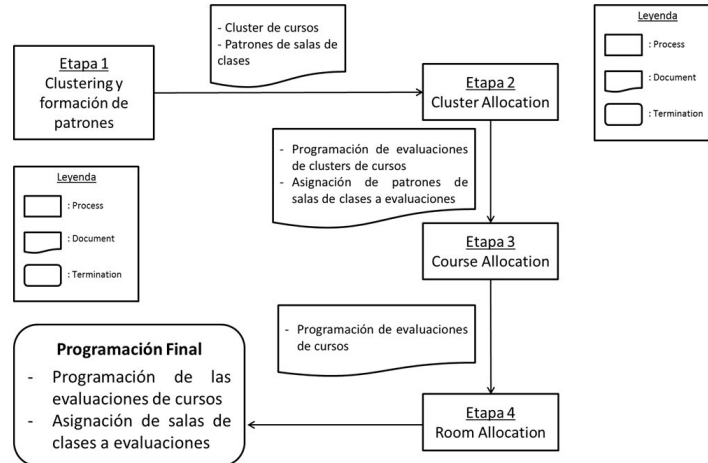 - Cluster de cursos
- Patrones de salas de
clases
Etapa 1
Clustering y
formación de
patrones
Etapa 2
Cluster Allocation
Leyenda
: Process
: Document
: Termination
- Programación de evaluaciones
de clusters de cursos
- Asignación de patrones de
salas de clases a evaluaciones
Leyenda
: Process
: Document
: Termination
Etapa 3
Course Allocation
- Programación de evaluaciones
de cursos
Programación Final
- Programación de las
evaluaciones de cursos
- Asignación de salas de
clases a evaluaciones
Etapa 4
Room Allocation